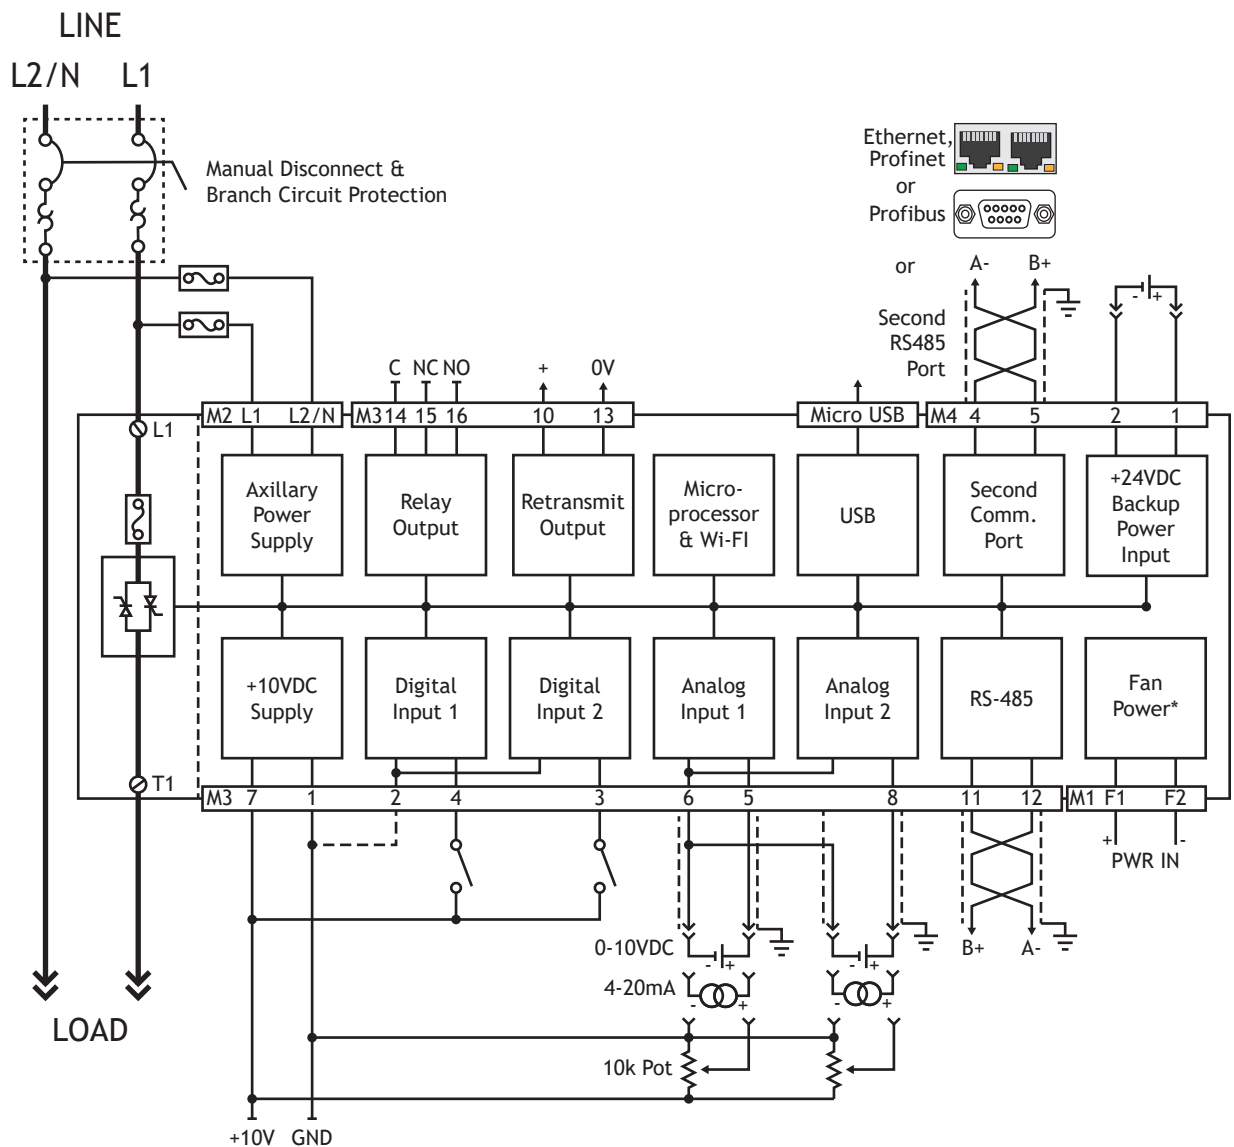 LINE
L2/N L1
Manual Disconnect &
Branch Circuit Protection
Ethernet,
Profinet
or
Profibus
or
A- B+
Second
RS485
Port
- +
C NC NO
+ 0V
M2 L1 L2/N
M3 14 15 16 10 13
Micro USB
M4 4 5 2 1
L1
Axillary
Power
Supply
Relay
Output
Retransmit
Output
Micro-
processor
& Wi-FI
USB
Second
Comm.
Port
+24VDC
Backup
Power
Input
+10VDC
Supply
Digital
Input 1
Digital
Input 2
Analog
Input 1
Analog
Input 2
RS-485
Fan
Power*
T1
M3 7 1 2 4 3 6 5 8 11 12
M1 F1 F2
+ -
PWR IN
0-10VDC
- +
- +
B+ A-
4-20mA
- +
- +
LOAD
10k Pot
+10V GND